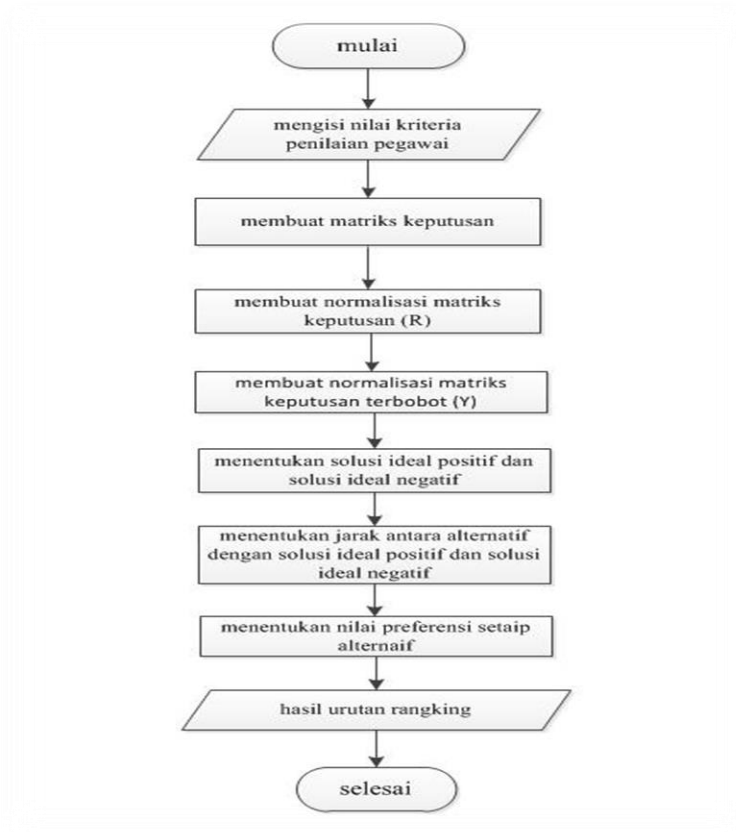 mulai
mengisi nilai kriteria
penilaian pegawai
membuat matriks keputusan
membuat normalisasi matriks
keputusan (R)
membuat normalisasi matriks
keputusan terbobot (Y)
menentukan solusi ideal positif dan
solusi ideal negatif
menentukan jarak antara alternatif
dengan solusi ideal positif dan solusi
ideal negatif
menentukan nilai preferensi setaip
alternaif
hasil urutan rangking
selesai